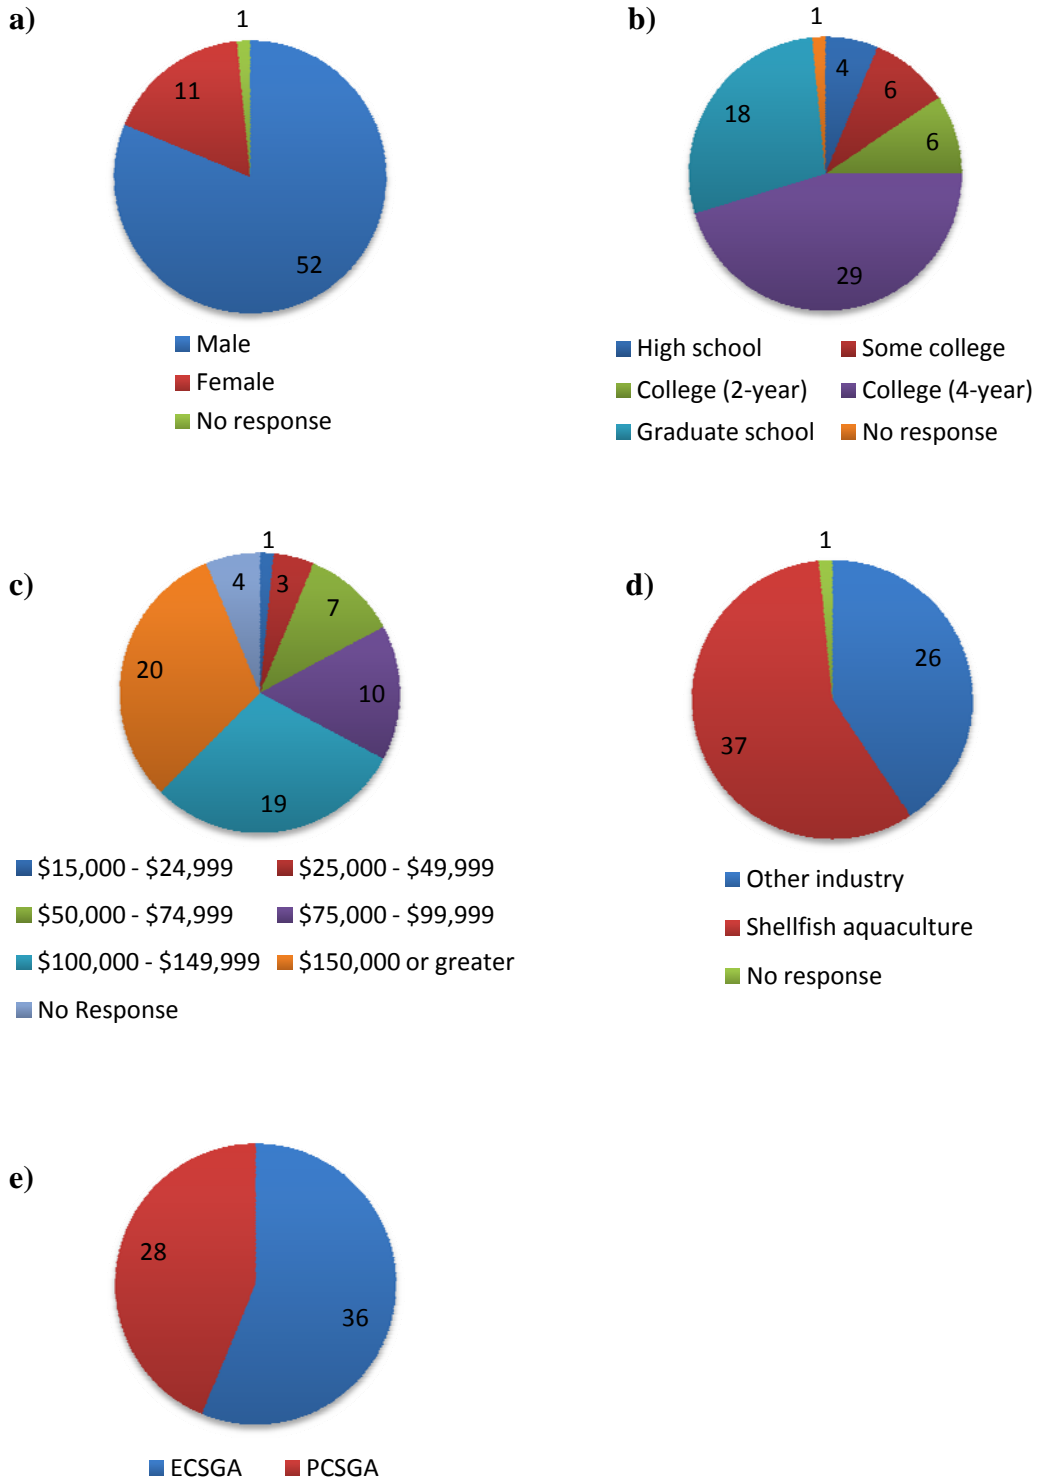 a)
1
11
52
Male
Female
No response
b)
1
4
6
6
18
29
High school Some college
College (2-year) College (4-year)
Graduate school No response
c)
1
4 3
7
20
10
19
$15,000 - $24,999 $25,000 - $49,999
$50,000 - $74,999 $75,000 - $99,999
$100,000 - $149,999 $150,000 or greater
No Response
d)
1
26
37
Other industry
Shellfish aquaculture
No response
e)
28
36
ECSGA PCSGA